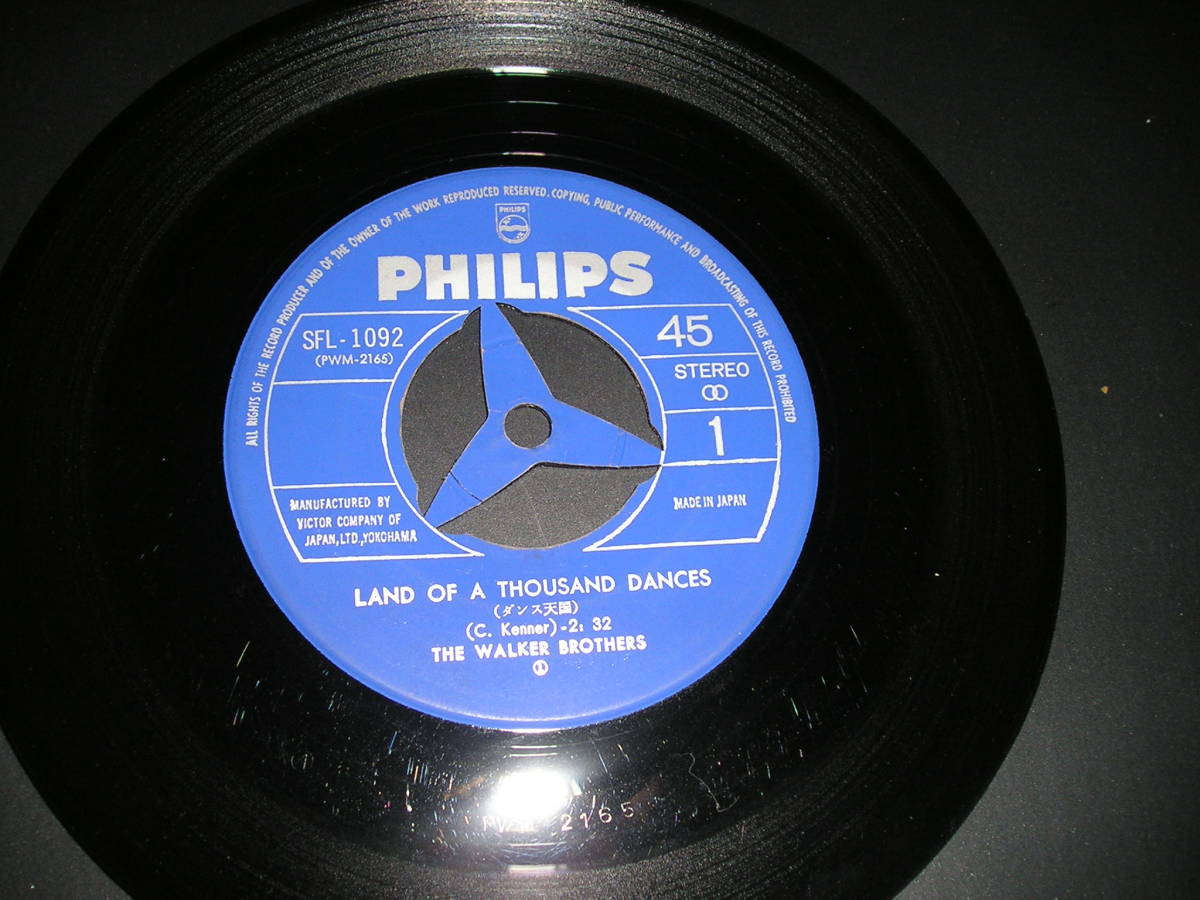 ALL RIGHTS OF THE RECORD PRODUCER AND OF THE OWNER OF THE WORK REPRODUCED RESERVED. COPYING, PUBLIC PERFORMANCE AND BROADCASTING OF THIS RECORD PROHIBITED
PHILIPS
PHILIPS
SFL-1092
(PWM-2165)
45
STEREO
1
MANUFACTURED BY
VICTOR COMPANY OF
JAPAN,LTD.,YOKOHAMA
MADE IN JAPAN
LAND OF A THOUSAND DANCES
(ダンス天国)
(C. Kenner)-2: 32
THE WALKER BROTHERS
①
2165